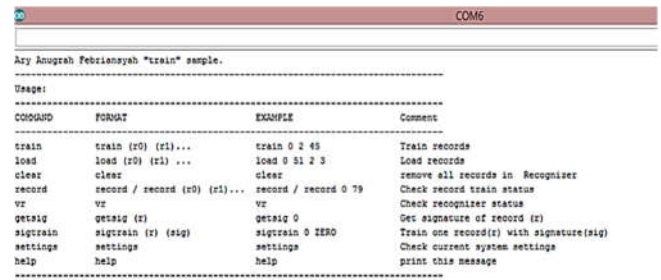 COM6
Ary Anugrah Febriansyah "train" sample.
--------------------------------------------------------------------------------
Usage:
--------------------------------------------------------------------------------
COMMAND FORMAT EXAMPLE Comment
--------------------------------------------------------------------------------
train train (r0) (r1)... train 0 2 45 Train records
load load (r0) (r1) ... load 0 51 2 3 Load records
clear clear clear remove all records in Recognizer
record record / record (r0) (r1)... record / record 0 79 Check record train status
vr vr vr Check recognizer status
getsig getsig (r) getsig 0 Get signature of record (r)
sigtrain sigtrain (r) (sig) sigtrain 0 ZERO Train one record(r) with signature(sig)
settings settings settings Check current system settings
help help help print this message
--------------------------------------------------------------------------------